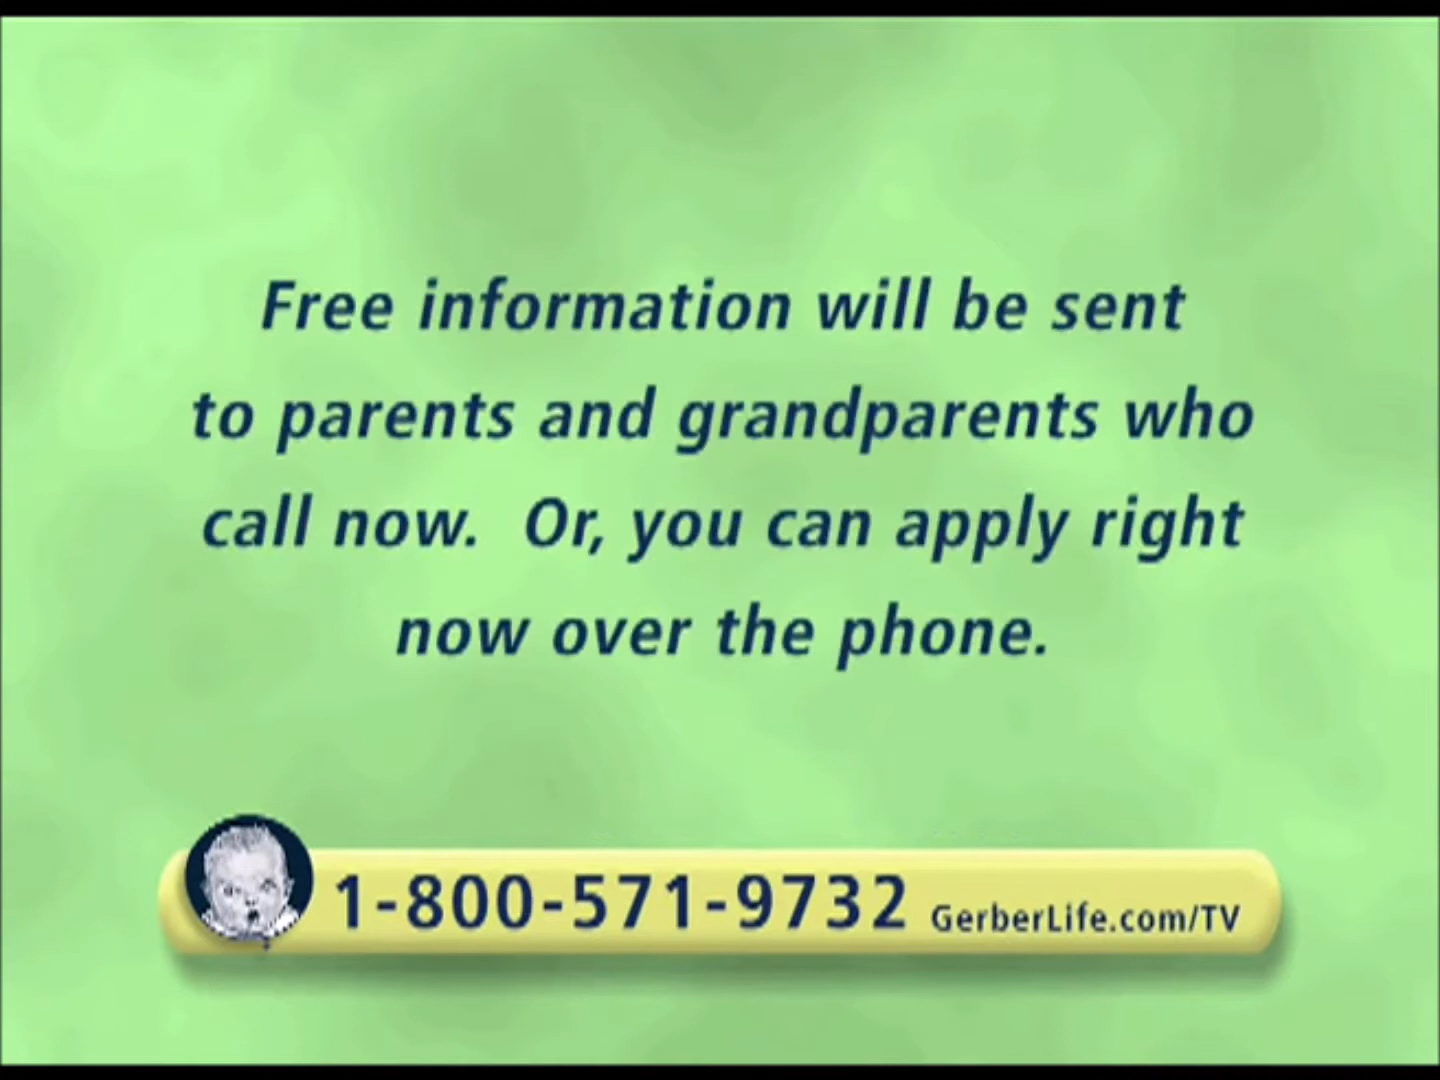 Free information will be sent
to parents and grandparents who
call now. Or, you can apply right
now over the phone.
1-800-571-9732 GerberLife.com/TV